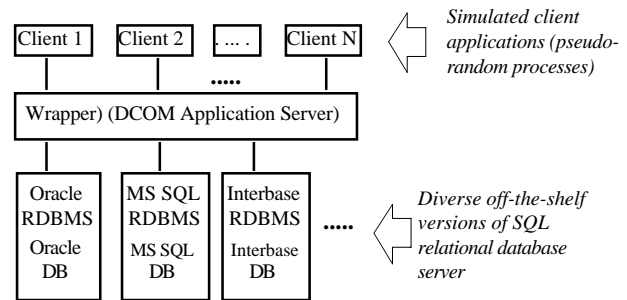 Client 1
Client 2
. ... .
Client N
Simulated client
applications (pseudo-
random processes)
.....
Wrapper) (DCOM Application Server)
Oracle
RDBMS
Oracle
DB
MS SQL
RDBMS
MS SQL
DB
Interbase
RDBMS
Interbase
DB
.....
Diverse off-the-shelf
versions of SQL
relational database
server